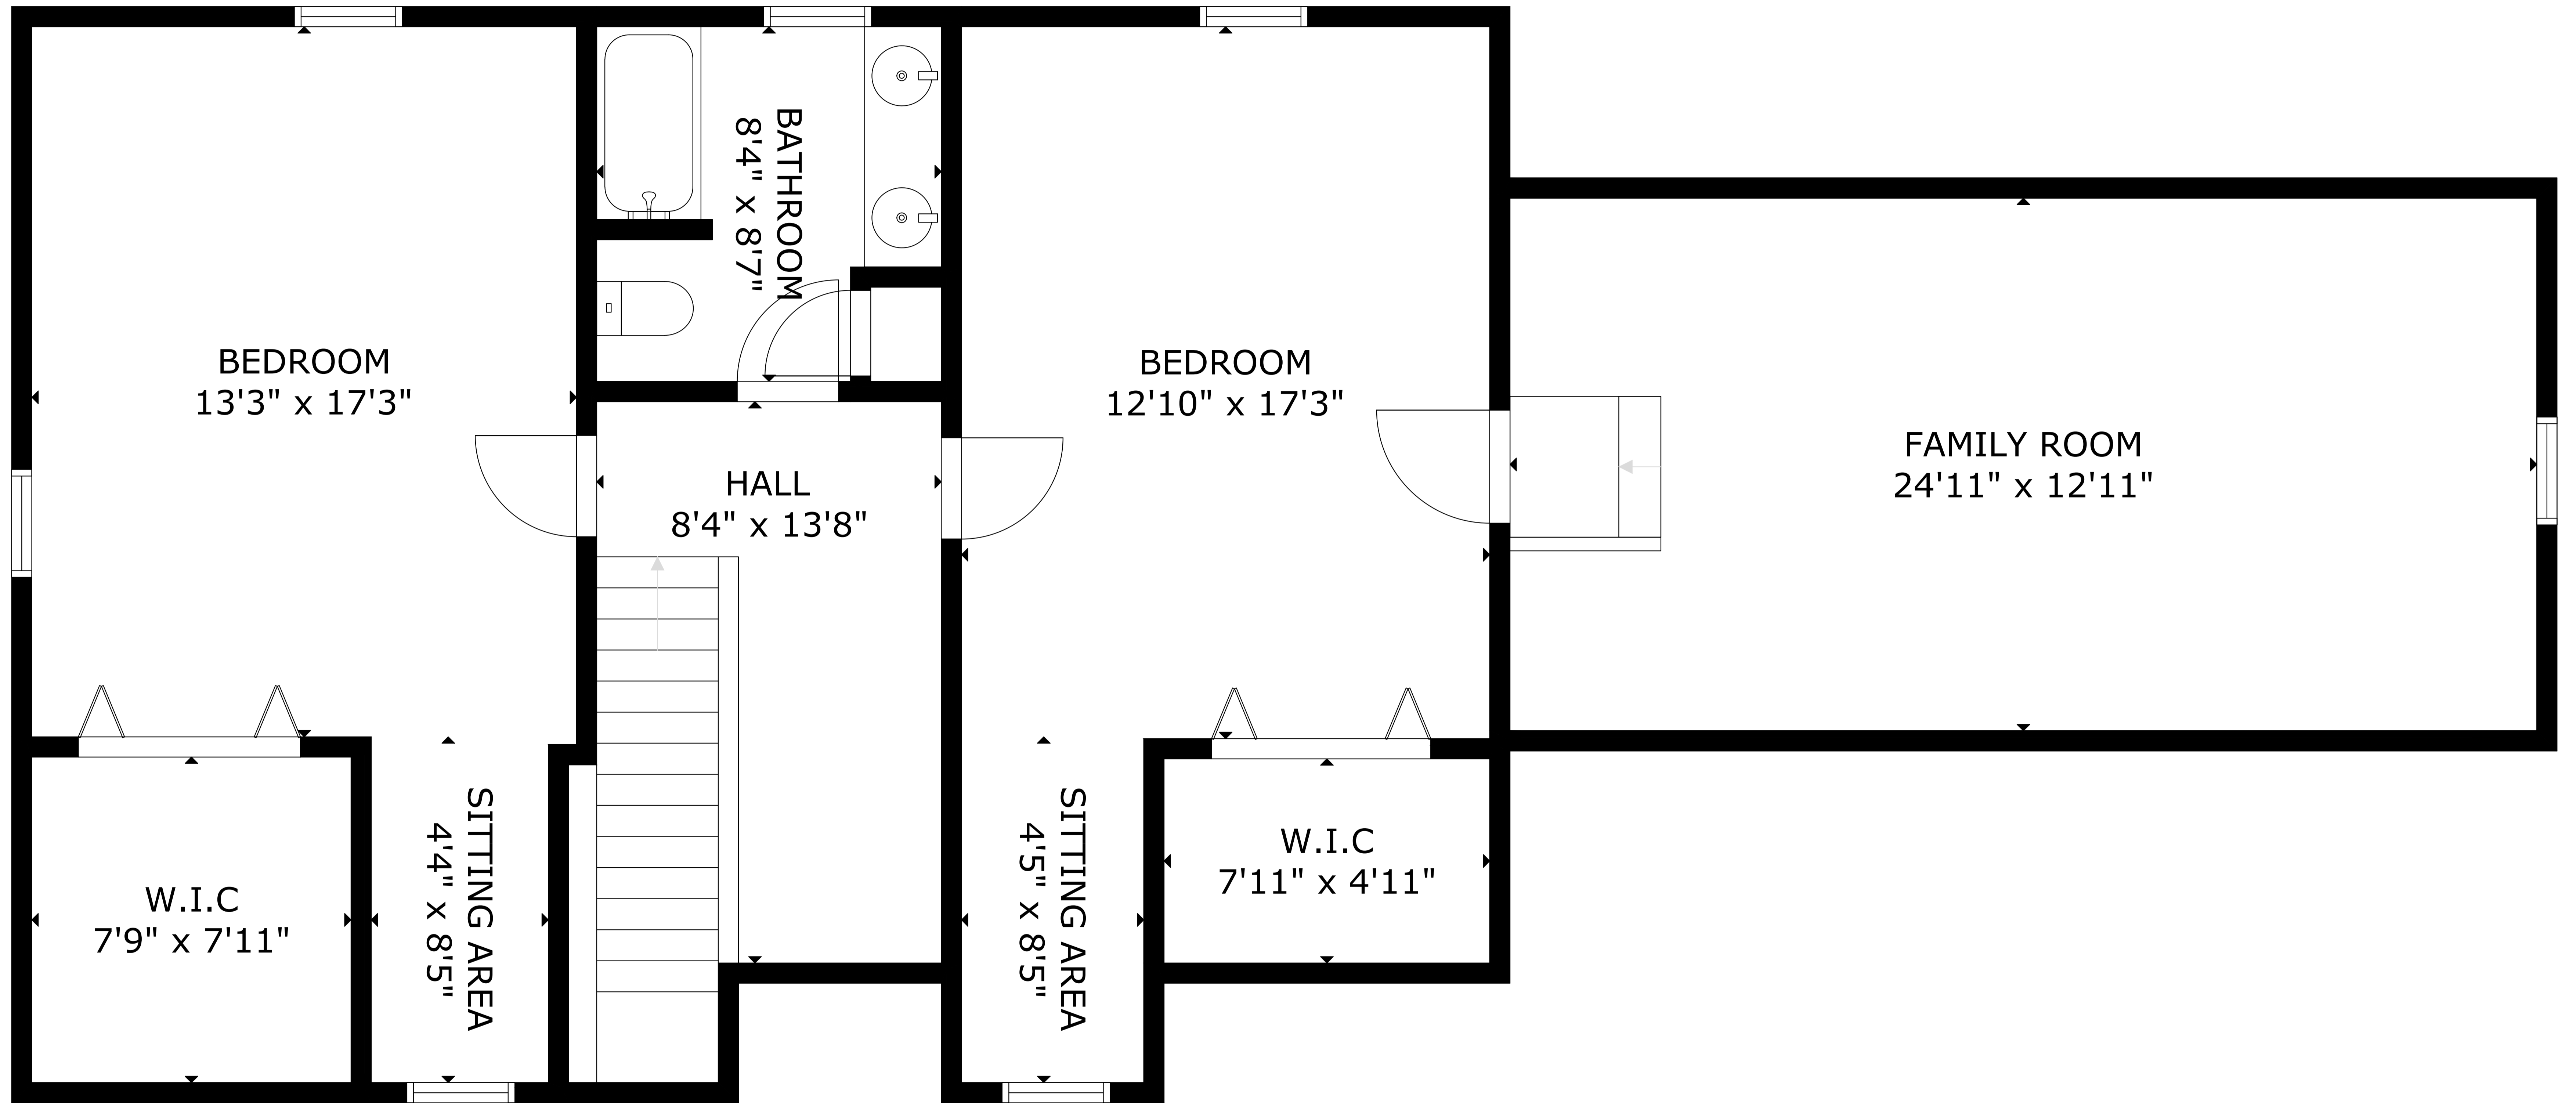 BEDROOM
13'3" x 17'3"
BATHROOM
8'4" x 8'7"
BEDROOM
12'10" x 17'3"
FAMILY ROOM
24'11" x 12'11"
HALL
8'4" x 13'8"
W.I.C
7'9" x 7'11"
SITTING AREA
4'4" x 8'5"
SITTING AREA
4'5" x 8'5"
W.I.C
7'11" x 4'11"